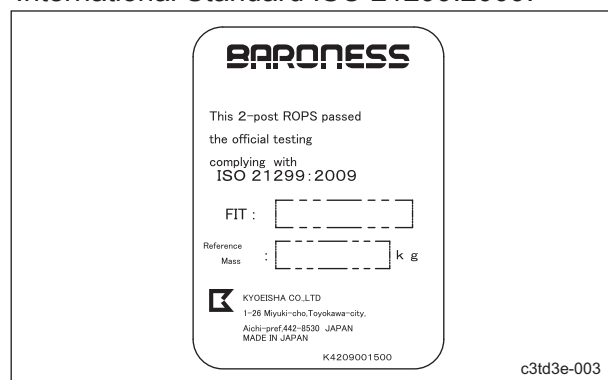 International Standard ISO 21299:2009.
BARONESS
This 2-post ROPS passed
the official testing
complying with
ISO 21299:2009
FIT :
Reference
Mass : kg
KYOEISHA CO.,LTD
1-26 Miyuki-cho,Toyokawa-city,
Aichi-pref,442-8530 JAPAN
MADE IN JAPAN
K4209001500
c3td3e-003